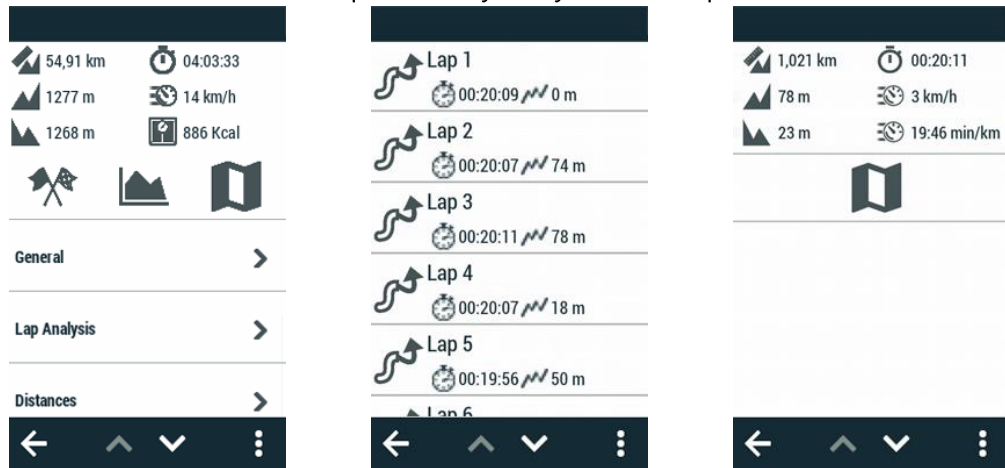 54,91 km 04:03:33
1277 m 14 km/h
1268 m 886 Kcal
General
Lap Analysis
Distances
Lap 1
00:20:09 0 m
Lap 2
00:20:07 74 m
Lap 3
00:20:11 78 m
Lap 4
00:20:07 18 m
Lap 5
00:19:56 50 m
Lap 6
1,021 km 00:20:11
78 m 3 km/h
23 m 19:46 min/km